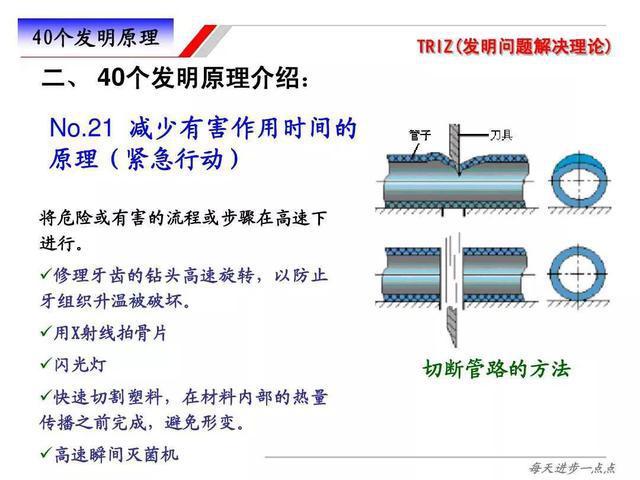 40个发明原理
TRIZ(发明问题解决理论)
二、 40个发明原理介绍：
No.21 减少有害作用时间的
原理（紧急行动）
将危险或有害的流程或步骤在高速下
进行。
✓修理牙齿的钻头高速旋转，以防止
牙组织升温被破坏。
✓用X射线拍骨片
✓闪光灯
✓快速切割塑料，在材料内部的热量
传播之前完成，避免形变。
✓高速瞬间灭菌机
管子
刀具
切断管路的方法
每天进步一点点